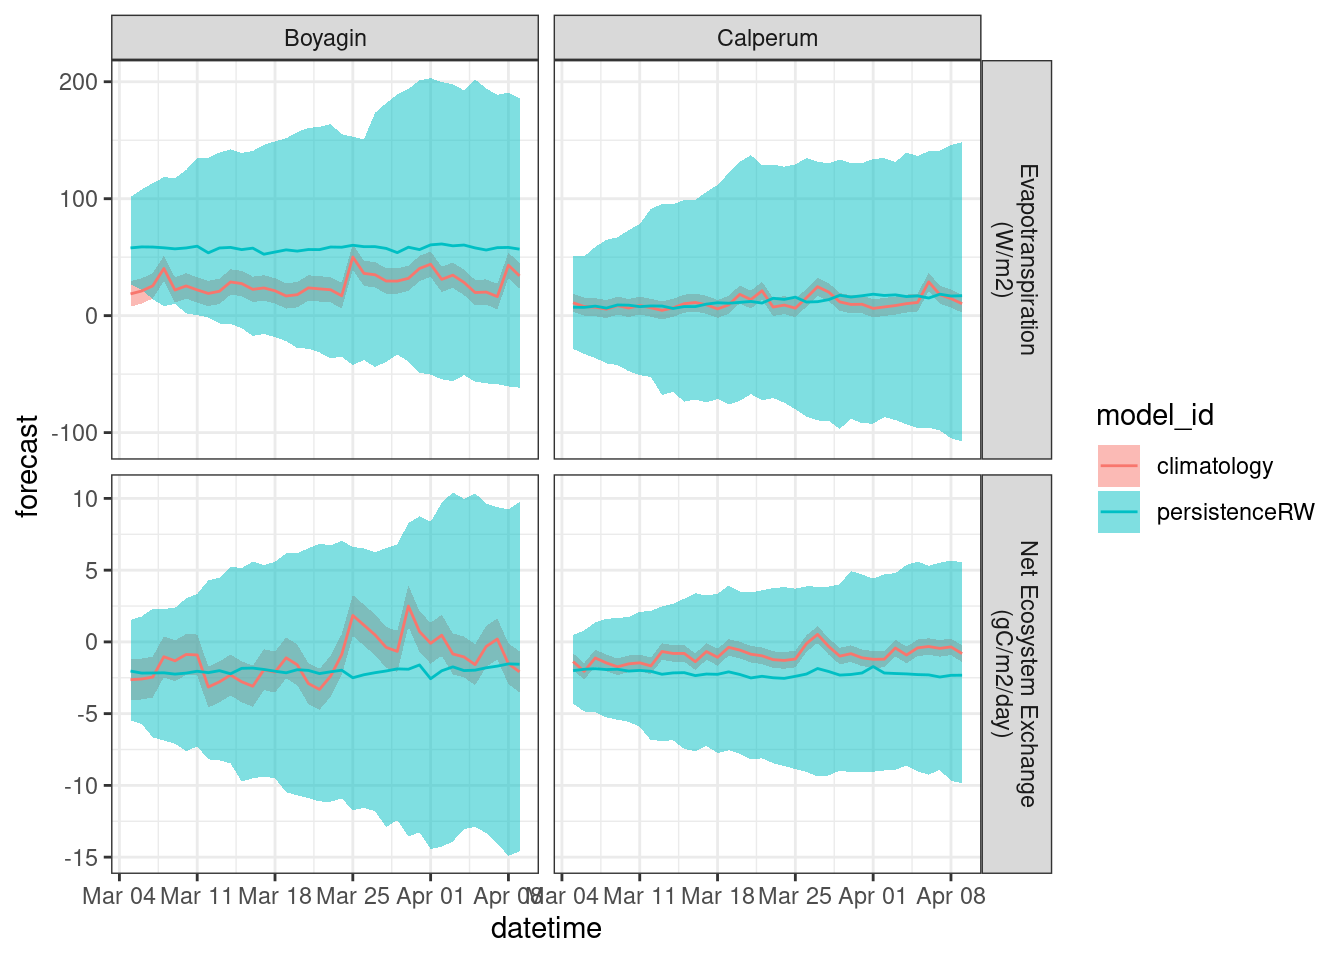 Boyagin
Calperum
200
100
0
-100
Evapotranspiration
(W/m2)
10
5
0
-5
-10
-15
Net Ecosystem Exchange
(gC/m2/day)
forecast
Mar 04 Mar 11 Mar 18 Mar 25 Apr 01 Apr 08
Mar 04 Mar 11 Mar 18 Mar 25 Apr 01 Apr 08
datetime
model_id
climatology
persistenceRW